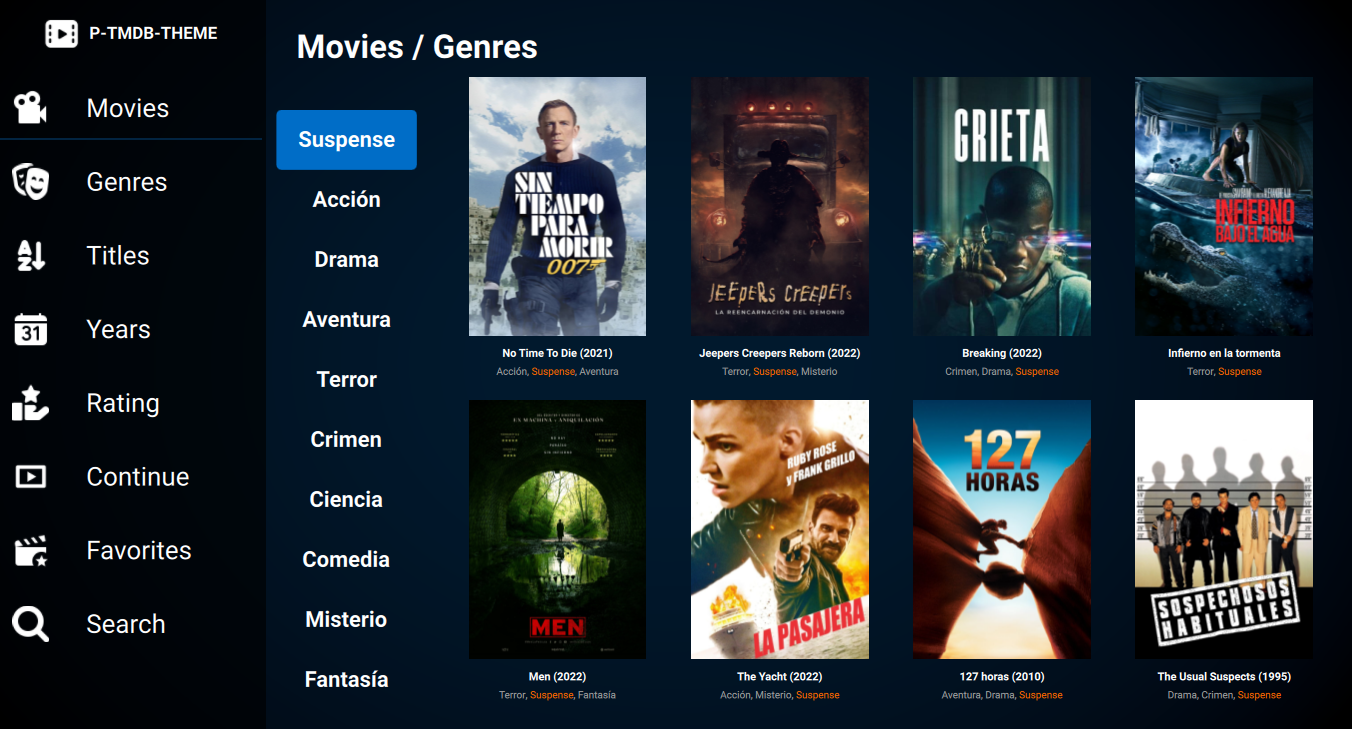 P-TMDB-THEME
Movies
Genres
Titles
Years
Rating
Continue
Favorites
Search
Movies / Genres
Suspense
Acción
Drama
Aventura
Terror
Crimen
Ciencia
Comedia
Misterio
Fantasía
SIN
TIEMPO
PARA
MORIR
007
No Time To Die (2021)
Acción, Suspense, Aventura
JEEPERS CREEPERS
LA REENCARNACIÓN DEL DEMONIO
Jeepers Creepers Reborn (2022)
Terror, Suspense, Misterio
GRIETA
Breaking (2022)
Crimen, Drama, Suspense
INFIERNO
BAJO EL AGUA
Infierno en la tormenta
Terror, Suspense
EX MACHINA Y ANIQUILACIÓN
MEN
Men (2022)
Terror, Suspense, Fantasía
RUBY ROSE
Y FRANK GRILLO
LA PASAJERA
The Yacht (2022)
Acción, Misterio, Suspense
127
HORAS
127 horas (2010)
Aventura, Drama, Suspense
SOSPECHOSOS
HABITUALES
The Usual Suspects (1995)
Drama, Crimen, Suspense